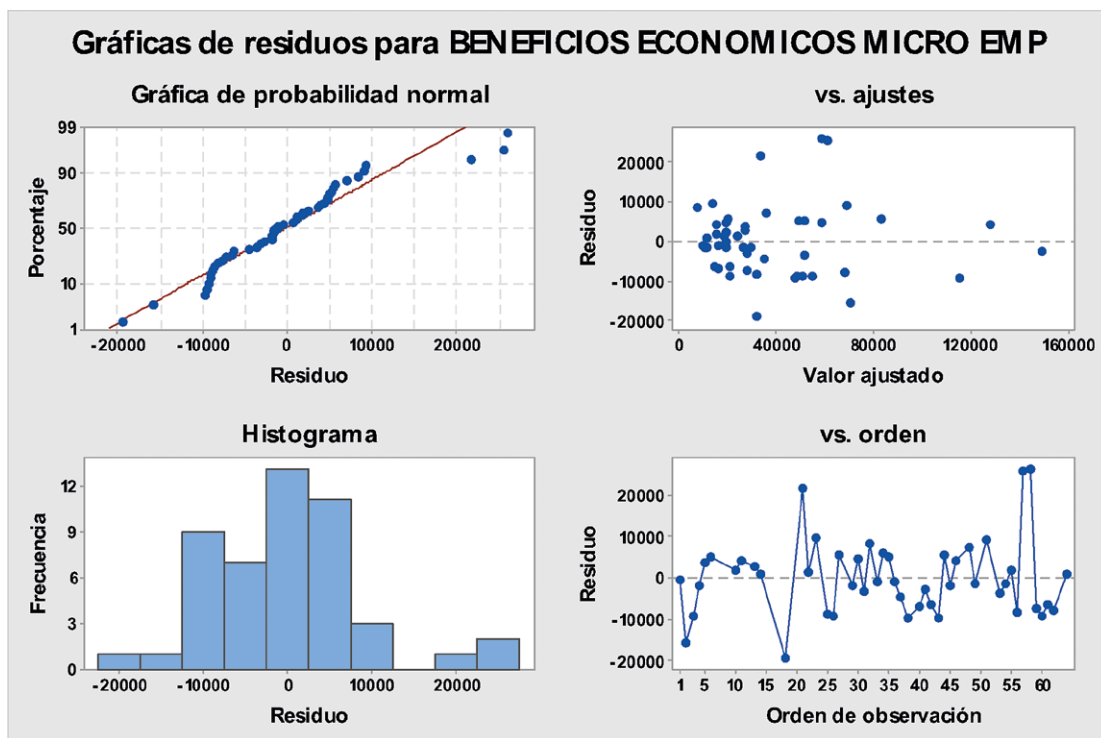 Gráficas de residuos para BENEFICIOS ECONOMICOS MICRO EMP
Gráfica de probabilidad normal
99
90
50
10
1
Porcentaje
-20000 -10000 0 10000 20000
Residuo
vs. ajustes
20000
10000
0
-10000
-20000
Residuo
0 40000 80000 120000 160000
Valor ajustado
Histograma
12
9
6
3
0
Frecuencia
-20000 -10000 0 10000 20000
Residuo
vs. orden
20000
10000
0
-10000
-20000
Residuo
1 5 10 15 20 25 30 35 40 45 50 55 60
Orden de observación